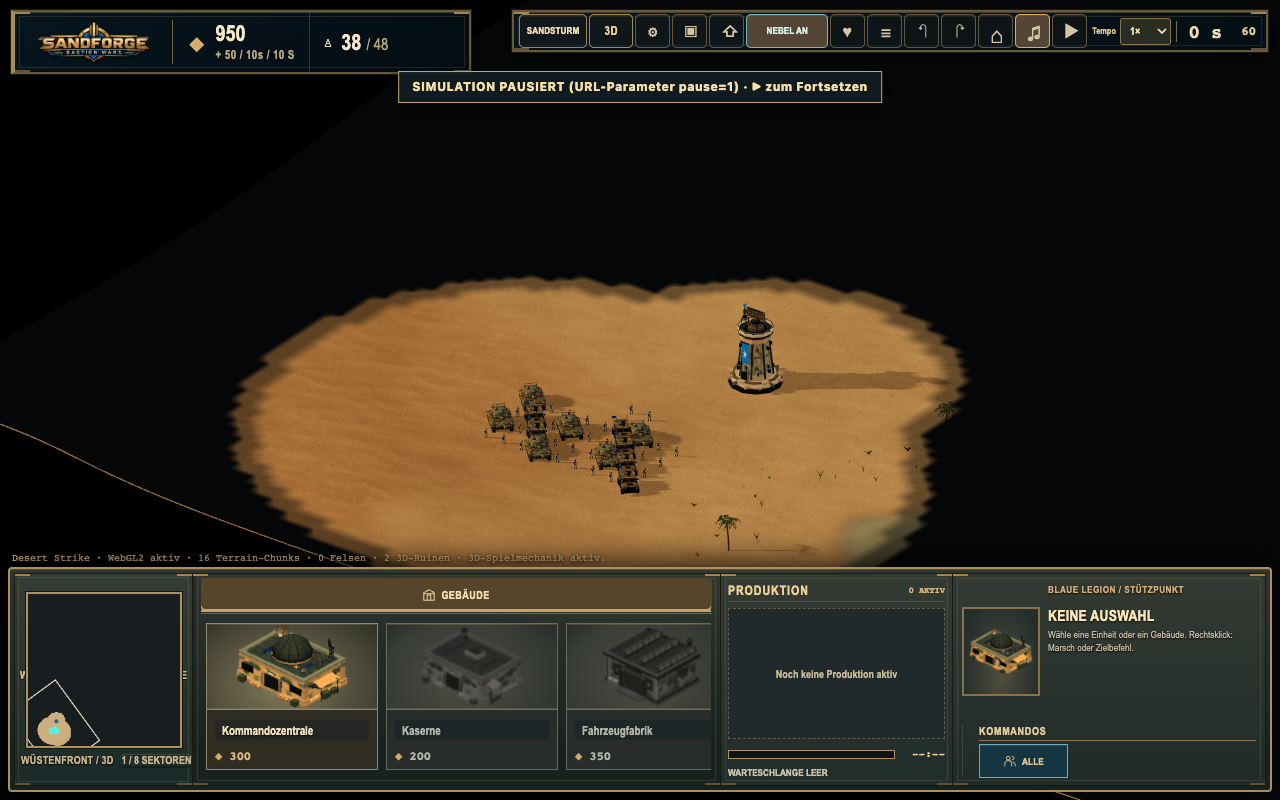 SANDFORGE
BASTION WARS
950
+ 50 / 10s / 10 S
38 / 48
SANDSTURM
3D
NEBEL AN
Tempo
1×
0 s
60
SIMULATION PAUSIERT (URL-Parameter pause=1) · ▶ zum Fortsetzen
Desert Strike · WebGL2 aktiv · 16 Terrain-Chunks · 0 Felsen · 2 3D-Ruinen · 3D-Spielmechanik aktiv.
W
E
WÜSTENFRONT / 3D 1 / 8 SEKTOREN
GEBÄUDE
Kommandozentrale
300
Kaserne
200
Fahrzeugfabrik
350
PRODUKTION
0 AKTIV
Noch keine Produktion aktiv
--:--
WARTESCHLANGE LEER
BLAUE LEGION / STÜTZPUNKT
KEINE AUSWAHL
Wähle eine Einheit oder ein Gebäude. Rechtsklick:
Marsch oder Zielbefehl.
KOMMANDOS
ALLE